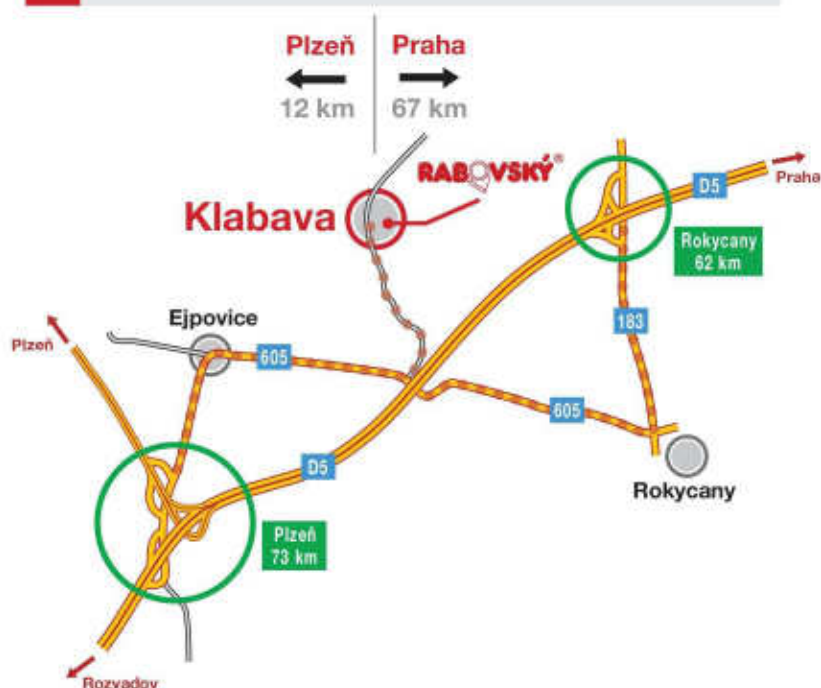 Plzeň
Praha
12 km
67 km
RABOVSKÝ®
Klabava
D5
Praha
Rokycany
62 km
Ejpovice
183
Plzeň
605
605
D5
Rokycany
Plzeň
73 km
Rozvadov